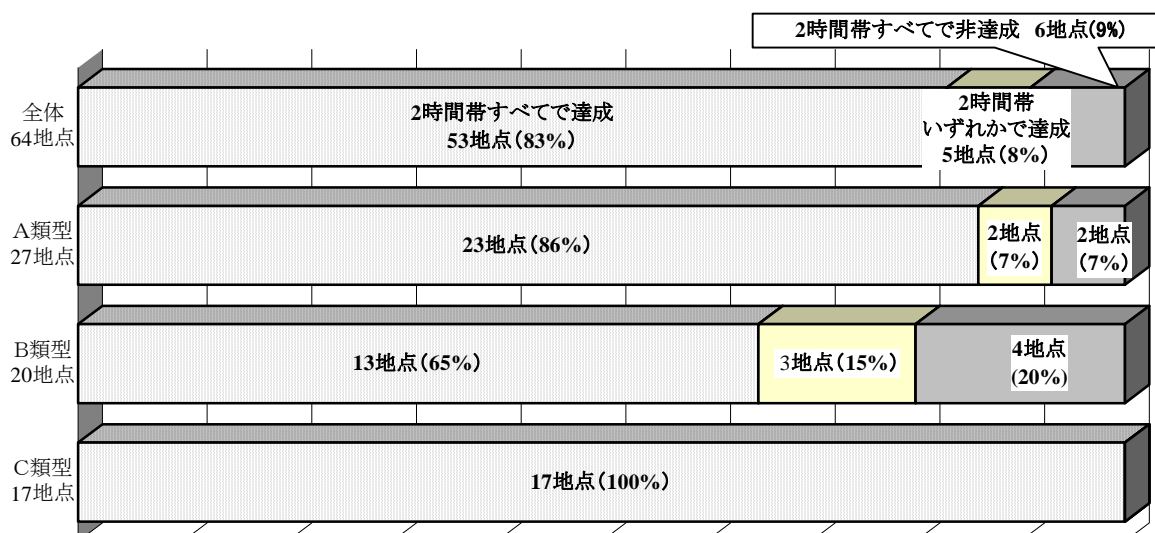 2時間帯すべてで非達成 6地点(9%)
全体
64地点
2時間帯すべてで達成
53地点(83%)
2時間帯
いずれかで達成
5地点(8%)
A類型
27地点
23地点(86%)
2地点
(7%)
2地点
(7%)
B類型
20地点
13地点(65%)
3地点(15%)
4地点
(20%)
C類型
17地点
17地点(100%)